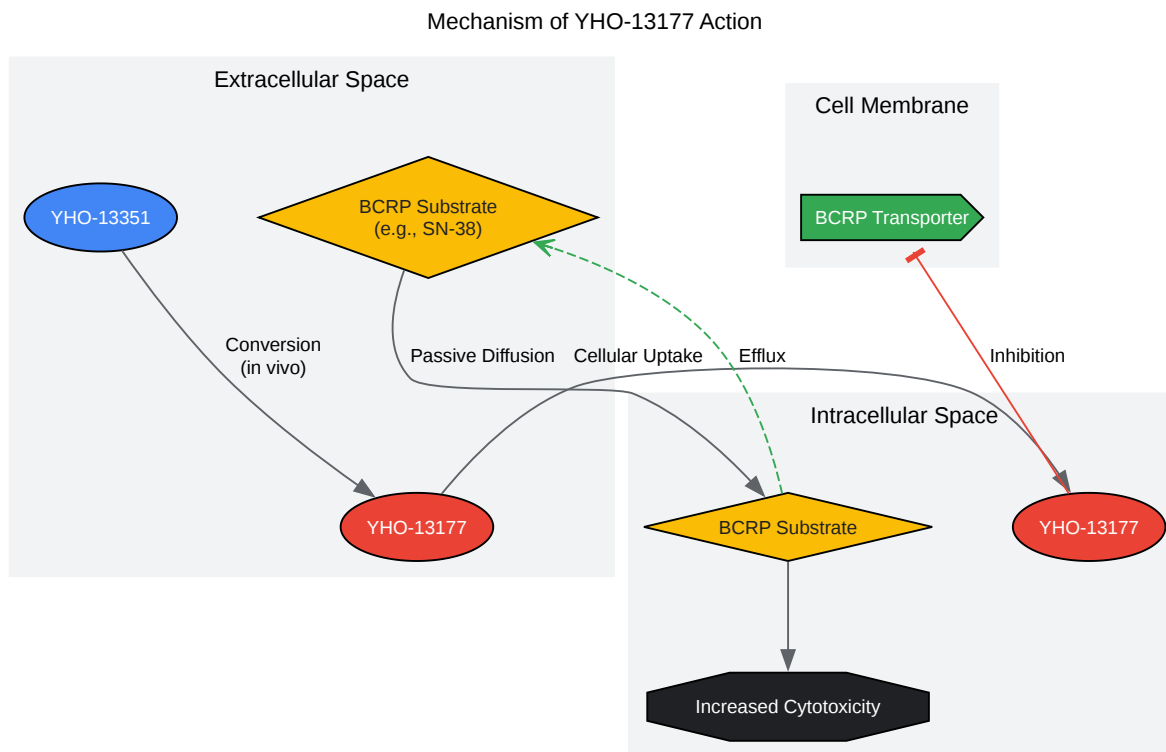 Mechanism of YHO-13177 Action
Extracellular Space
Cell Membrane
YHO-13351
BCRP Substrate
(e.g., SN-38)
BCRP Transporter
Conversion
(in vivo)
Passive Diffusion
Cellular Uptake
Efflux
Inhibition
Intracellular Space
YHO-13177
BCRP Substrate
YHO-13177
Increased Cytotoxicity